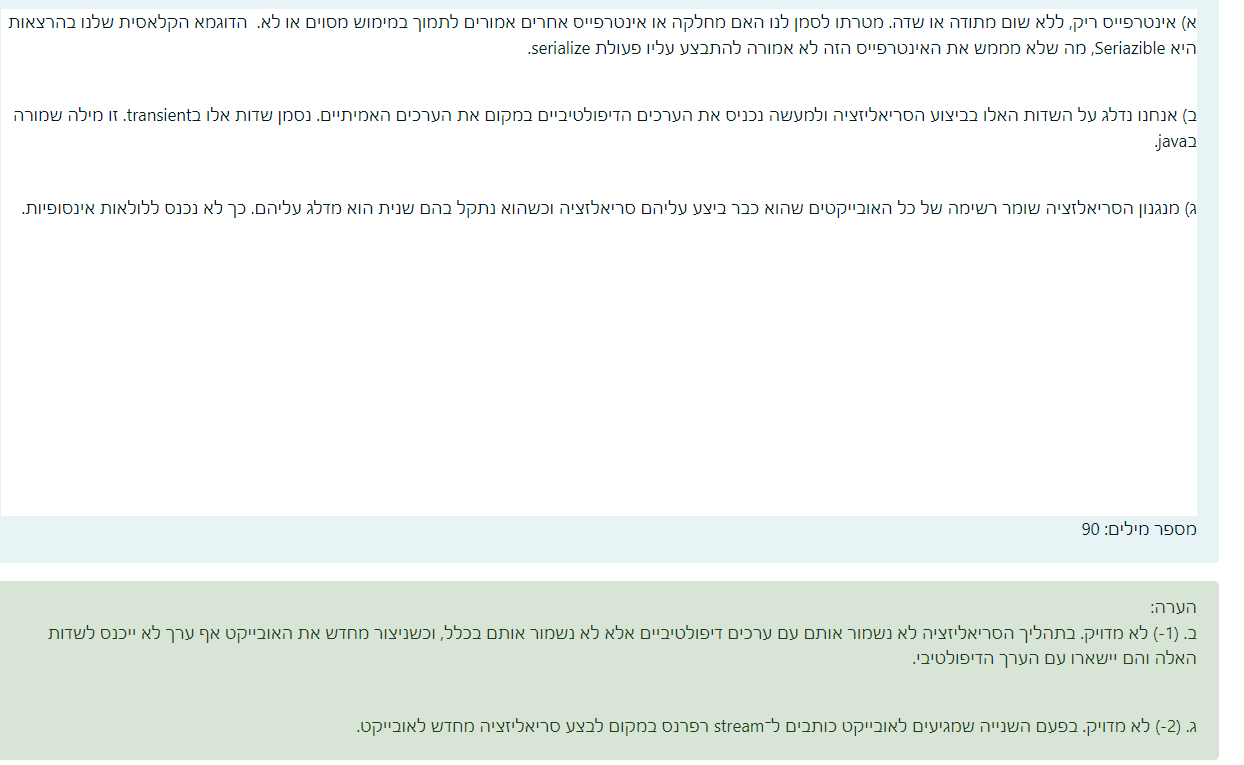 א) אינטרפייס ריק, ללא שום מתודה או שדה. מטרתו לסמן לנו האם מחלקה או אינטרפייס אחרים אמורים לתמוך במימוש מסוים או לא.  הדוגמא הקלאסית שלנו בהרצאות
היא Seriazible, מה שלא מממש את האינטרפייס הזה לא אמורה להתבצע עליו פעולת serialize.
ב) אנחנו נדלג על השדות האלו בביצוע הסריאליזציה ולמעשה נכניס את הערכים הדיפולטיביים במקום את הערכים האמיתיים. נסמן שדות אלו בtransient. זו מילה שמורה
בjava.
ג) מנגנון הסריאלזציה שומר רשימה של כל האובייקטים שהוא כבר ביצע עליהם סריאלזציה וכשהוא נתקל בהם שנית הוא מדלג עליהם. כך לא נכנס ללולאות אינסופיות.
מספר מילים: 90
הערה:
ב. (1-) לא מדויק. בתהליך הסריאליזציה לא נשמור אותם עם ערכים דיפולטיביים אלא לא נשמור אותם בכלל, וכשניצור מחדש את האובייקט אף ערך לא ייכנס לשדות
האלה והם יישארו עם הערך הדיפולטיבי.
ג. (2-) לא מדויק. בפעם השנייה שמגיעים לאובייקט כותבים ל־stream רפרנס במקום לבצע סריאליזציה מחדש לאובייקט.